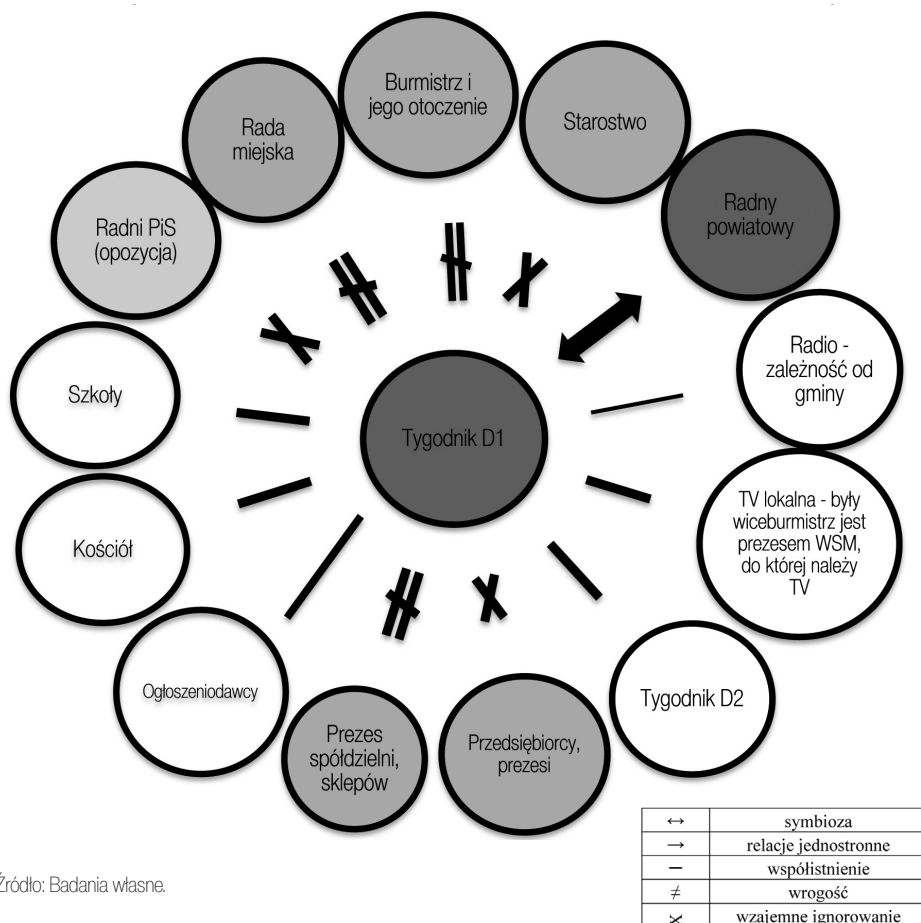 Burmistrz i
jego otoczenie
Starostwo
Rada
miejska
Radny
powiatowy
Radni PiS
(opozycja)
Radio -
zależność od
gminy
Szkoły
Tygodnik D1
TV lokalna - były
wiceburmistrz jest
prezesem WSM,
do której należy
TV
Kościół
Ogłoszeniodawcy
Tygodnik D2
Prezes
spółdzielni,
sklepów
Przedsiębiorcy,
prezesi
↔ symbioza
→ relacje jednostronne
− współistnienie
≠ wrogość
× wzajemne ignorowanie
Źródło: Badania własne.